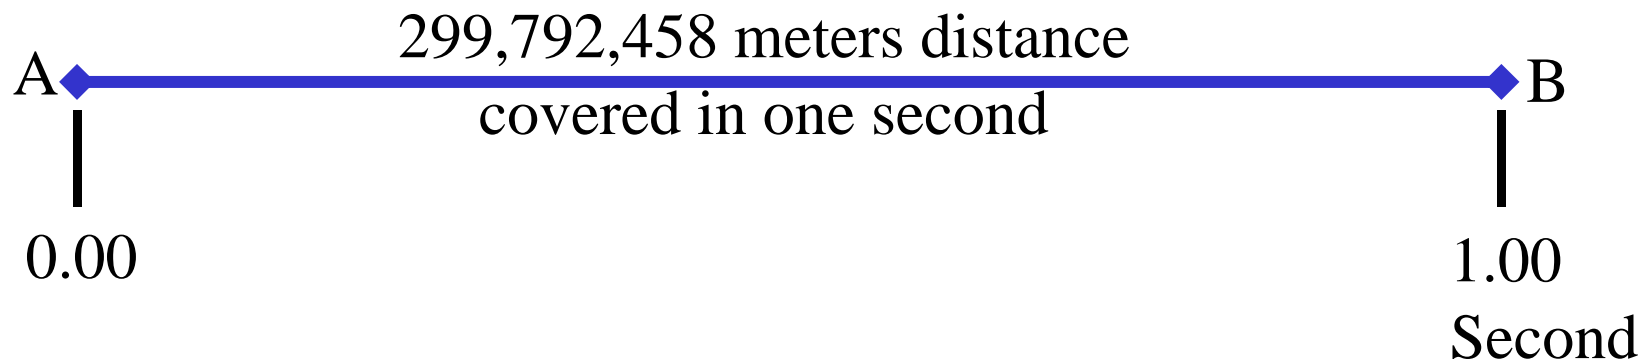 299,792,458 meters distance
A B
covered in one second
0.00 1.00
Second